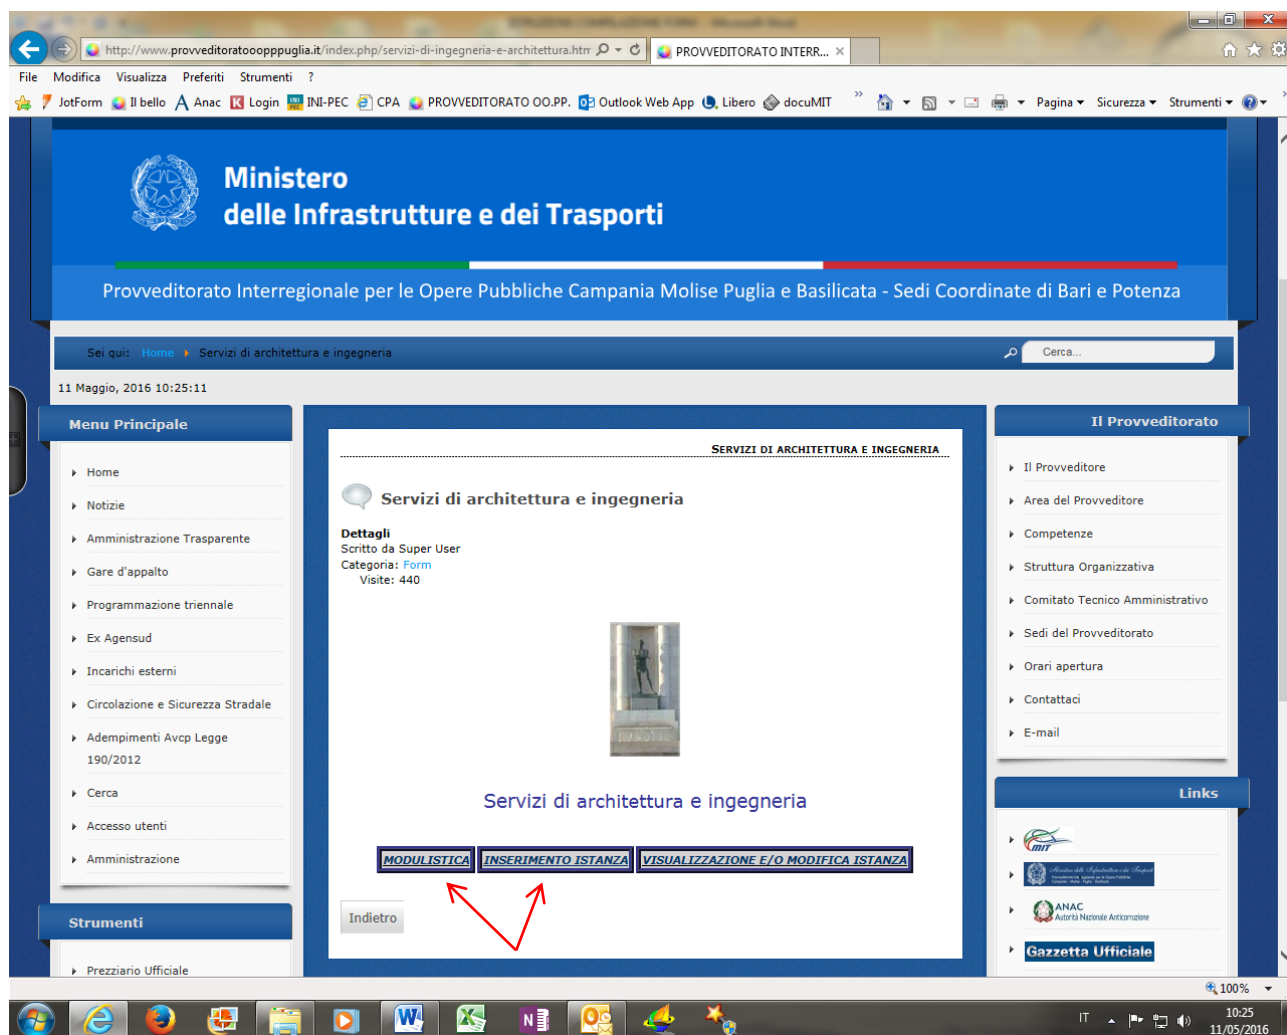 http://www.provveditoratooopppuglia.it/index.php/servizi-di-ingegneria-e-architettura.htm
PROVVEDITORATO INTERR...
File Modifica Visualizza Preferiti Strumenti ?
JotForm Il bello Anac Login INI-PEC CPA PROVVEDITORATO OO.PP. Outlook Web App Libero docuMIT Pagina Sicurezza Strumenti
Ministero
delle Infrastrutture e dei Trasporti
Provveditorato Interregionale per le Opere Pubbliche Campania Molise Puglia e Basilicata - Sedi Coordinate di Bari e Potenza
Sei qui: Home Servizi di architettura e ingegneria
Cerca...
11 Maggio, 2016 10:25:11
Menu Principale
Home
Notizie
Amministrazione Trasparente
Gare d'appalto
Programmazione triennale
Ex Agensud
Incarichi esterni
Circolazione e Sicurezza Stradale
Adempimenti Avcp Legge
190/2012
Cerca
Accesso utenti
Amministrazione
Strumenti
Prezziario Ufficiale
SERVIZI DI ARCHITETTURA E INGEGNERIA
Servizi di architettura e ingegneria
Dettagli
Scritto da Super User
Categoria: Form
Visite: 440
Servizi di architettura e ingegneria
MODULISTICA INSERIMENTO ISTANZA VISUALIZZAZIONE E/O MODIFICA ISTANZA
Indietro
Il Provveditorato
Il Provveditore
Area del Provveditore
Competenze
Struttura Organizzativa
Comitato Tecnico Amministrativo
Sedi del Provveditorato
Orari apertura
Contattaci
E-mail
Links
MIT
ANAC
Autorità Nazionale Anticorruzione
Gazzetta Ufficiale
100%
IT
10:25
11/05/2016